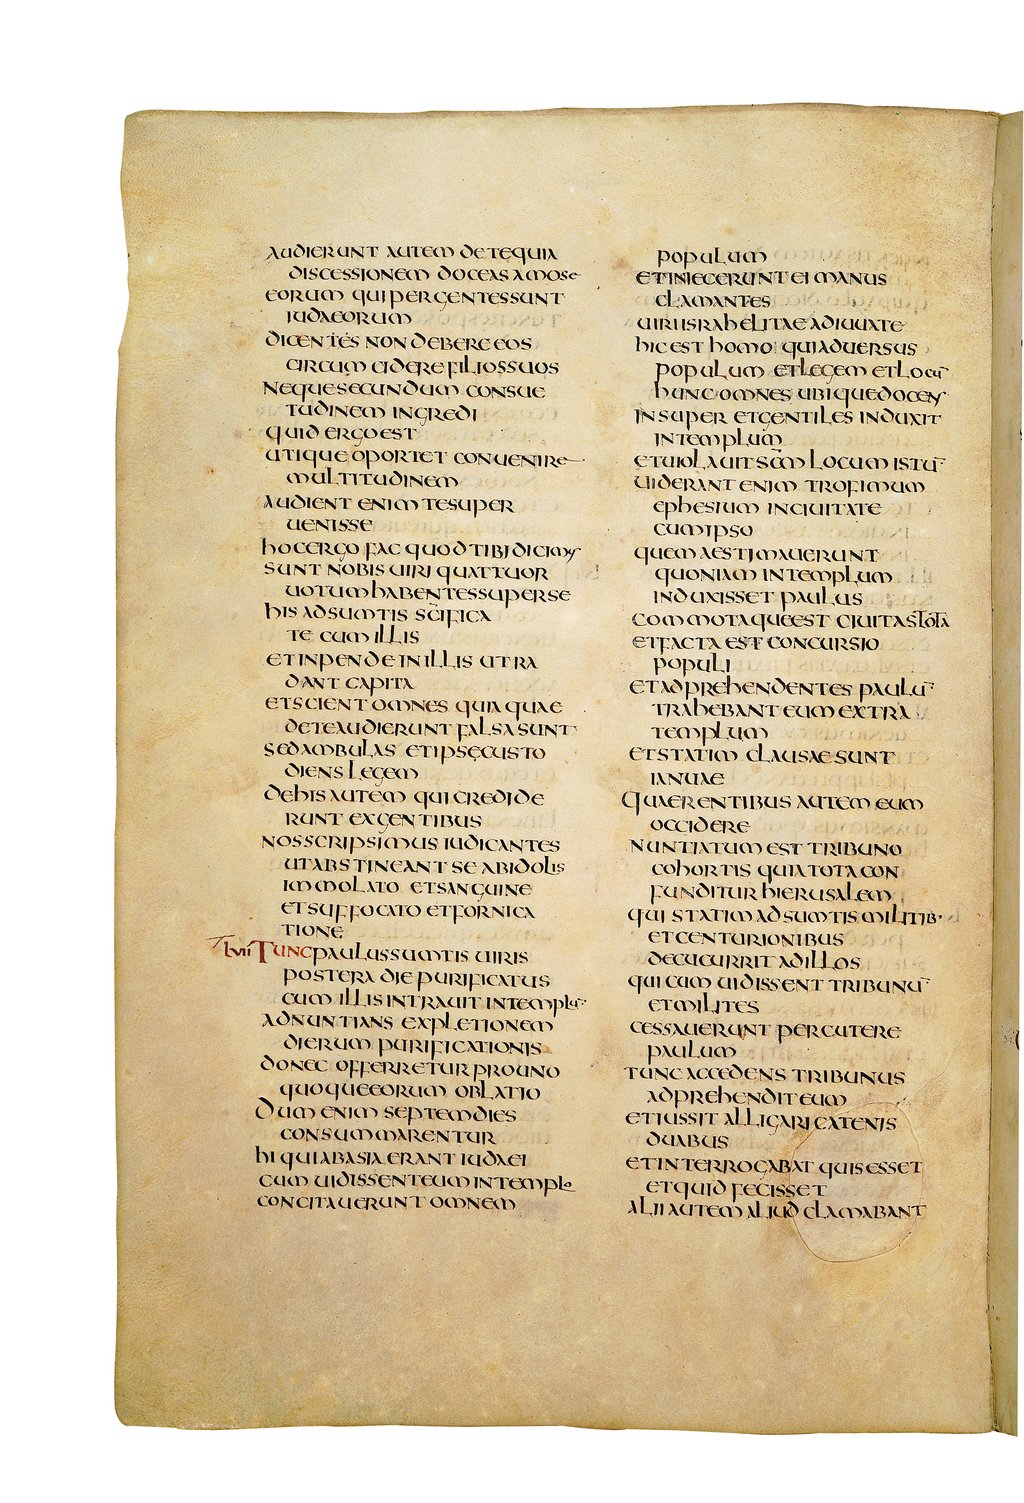 AUDIERUNT AUTEM DE TE QUIA
DISCESSIONEM DOCEAS A MOSE
EORUM QUI PER GENTES SUNT
IUDAEORUM
DICENTES NON DEBERE EOS
CIRCUMCIDERE FILIOS SUOS
NEQUE SECUNDUM CONSUE
TUDINEM INGREDI
QUID ERGO EST
UTIQUE OPORTET CONUENIRE
MULTITUDINEM
AUDIENT ENIM TE SUPER
UENISSE
HOC ERGO FAC QUOD TIBI DICIMUS
SUNT NOBIS UIRI QUATTUOR
UOTUM HABENTES SUPER SE
HIS ADSUMTIS SCIFICA
TE CUM ILLIS
ET INPENDE IN ILLIS UT RA
DANT CAPITA
ET SCIENT OMNES QUIA QUAE
DE TE AUDIERUNT FALSA SUNT
SED AMBULAS ET IPSE CUSTO
DIENS LEGEM
DE HIS AUTEM QUI CREDIDE
RUNT EX GENTIBUS
NOS SCRIPSIMUS IUDICANTES
UT ABSTINEANT SE AB IDOLIS
IMMOLATO ET SANGUINE
ET SUFFOCATO ET FORNICA
TIONE
LVII TUNC PAULUS SUMTIS UIRIS
POSTERA DIE PURIFICATUS
CUM ILLIS INTRAUIT IN TEMPLŪ
ADNUNTIANS EXPLETIONEM
DIERUM PURIFICATIONIS
DONEC OFFERRETUR PRO UNO
QUOQUE EORUM OBLATIO
DUM ENIM SEPTEM DIES
CONSUMMARENTUR
HI QUI AB ASIA ERANT IUDAEI
CUM UIDISSENT EUM IN TEMPLO
CONCITAUERUNT OMNEM
POPULUM
ET INIECERUNT EI MANUS
CLAMANTES
UIRI ISRAHELITAE ADIUUATE
HIC EST HOMO QUI ADUERSUS
POPULUM ET LEGEM ET LOCŪ
HUNC OMNES UBIQUE DOCENS
INSUPER ET GENTILES INDUXIT
IN TEMPLUM
ET UIOLAUIT SC̄M LOCUM ISTŪ
UIDERANT ENIM TROFIMUM
EPHESIUM IN CIUITATE
CUM IPSO
QUEM AESTIMAUERUNT
QUONIAM IN TEMPLUM
INDUXISSET PAULUS
COMMOTAQUE EST CIUITAS TOTA
ET FACTA EST CONCURSIO
POPULI
ET ADPREHENDENTES PAULŪ
TRAHEBANT EUM EXTRA
TEMPLUM
ET STATIM CLAUSAE SUNT
IANUAE
QUAERENTIBUS AUTEM EUM
OCCIDERE
NUNTIATUM EST TRIBUNO
COHORTIS QUIA TOTA CON
FUNDITUR HIERUSALEM
QUI STATIM ADSUMTIS MILITIB·
ET CENTURIONIBUS
DECUCURRIT AD ILLOS
QUI CUM UIDISSENT TRIBUNŪ
ET MILITES
CESSAUERUNT PERCUTERE
PAULUM
TUNC ACCEDENS TRIBUNUS
ADPREHENDIT EUM
ET IUSSIT ALLIGARI CATENIS
DUABUS
ET INTERROGABAT QUIS ESSET
ET QUID FECISSET
ALII AUTEM ALIUD CLAMABANT